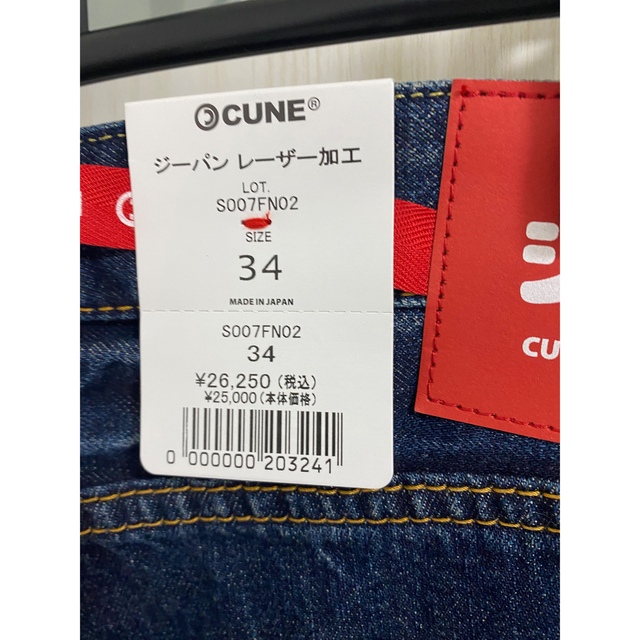 CUNE®
ジーパン レーザー加工
LOT.
S007FN02
SIZE
34
MADE IN JAPAN
S007FN02
34
¥26,250(税込)
¥25,000(本体価格)
0 000000 203241
CU